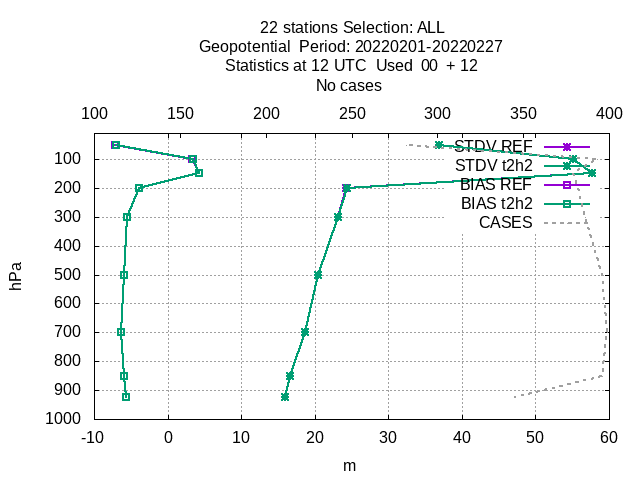 22 stations Selection: ALL
Geopotential  Period: 20220201-20220227
Statistics at 12 UTC  Used  00  + 12
No cases
100 150 200 250 300 350 400
STDV REF
STDV t2h2
BIAS REF
BIAS t2h2
CASES
hPa
100
200
300
400
500
600
700
800
900
1000
-10 0 10 20 30 40 50 60
m